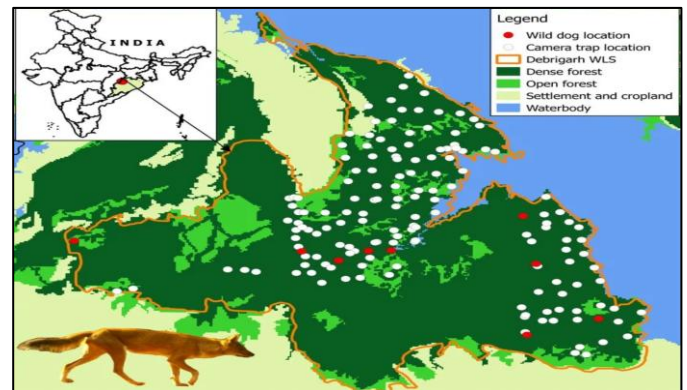 INDIA
Legend
Wild dog location
Camera trap location
Debrigarh WLS
Dense forest
Open forest
Settlement and cropland
Waterbody